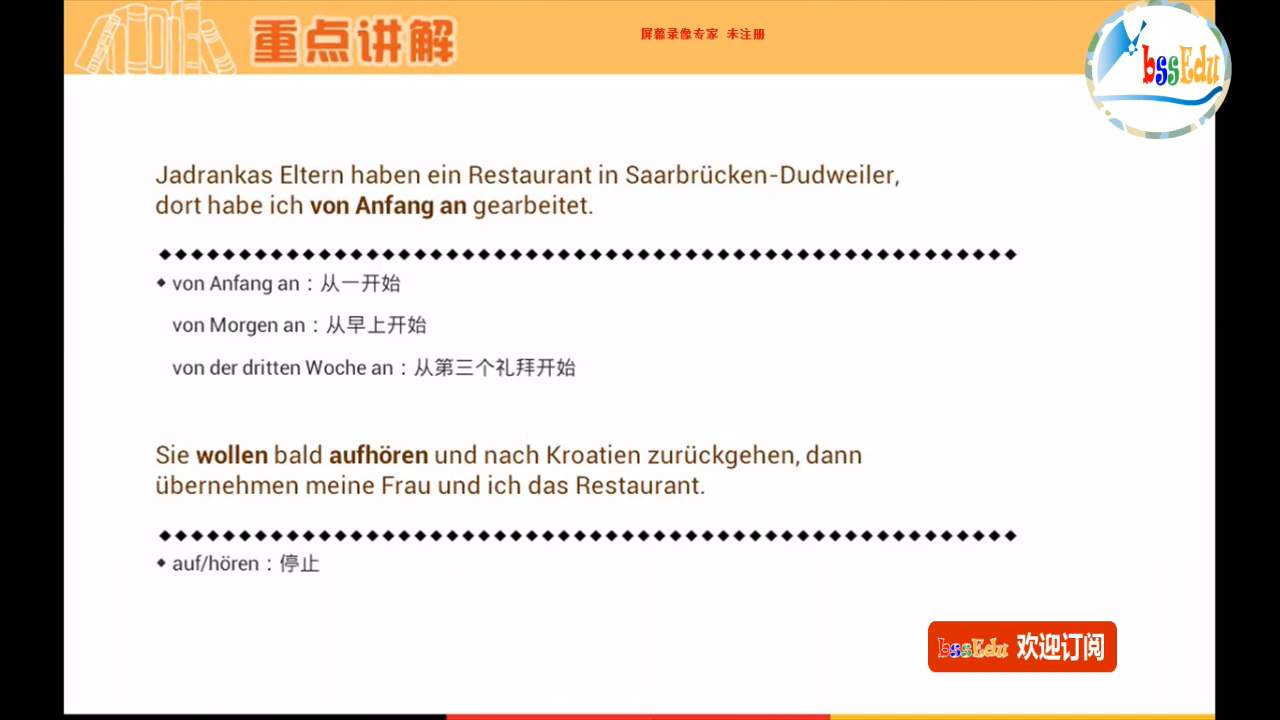 重点讲解
屏幕录像专家 未注册
bssEdu
Jadrankas Eltern haben ein Restaurant in Saarbrücken-Dudweiler,
dort habe ich von Anfang an gearbeitet.
von Anfang an：从一开始
von Morgen an：从早上开始
von der dritten Woche an：从第三个礼拜开始
Sie wollen bald aufhören und nach Kroatien zurückgehen, dann
übernehmen meine Frau und ich das Restaurant.
auf/hören：停止
bssEdu 欢迎订阅